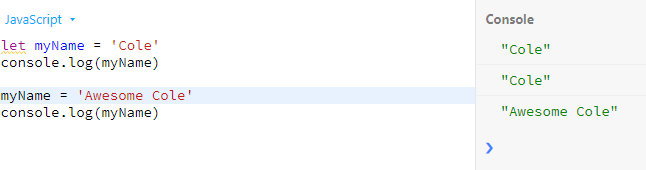 JavaScript
let myName = 'Cole'
console.log(myName)
myName = 'Awesome Cole'
console.log(myName)
Console
"Cole"
"Cole"
"Awesome Cole"